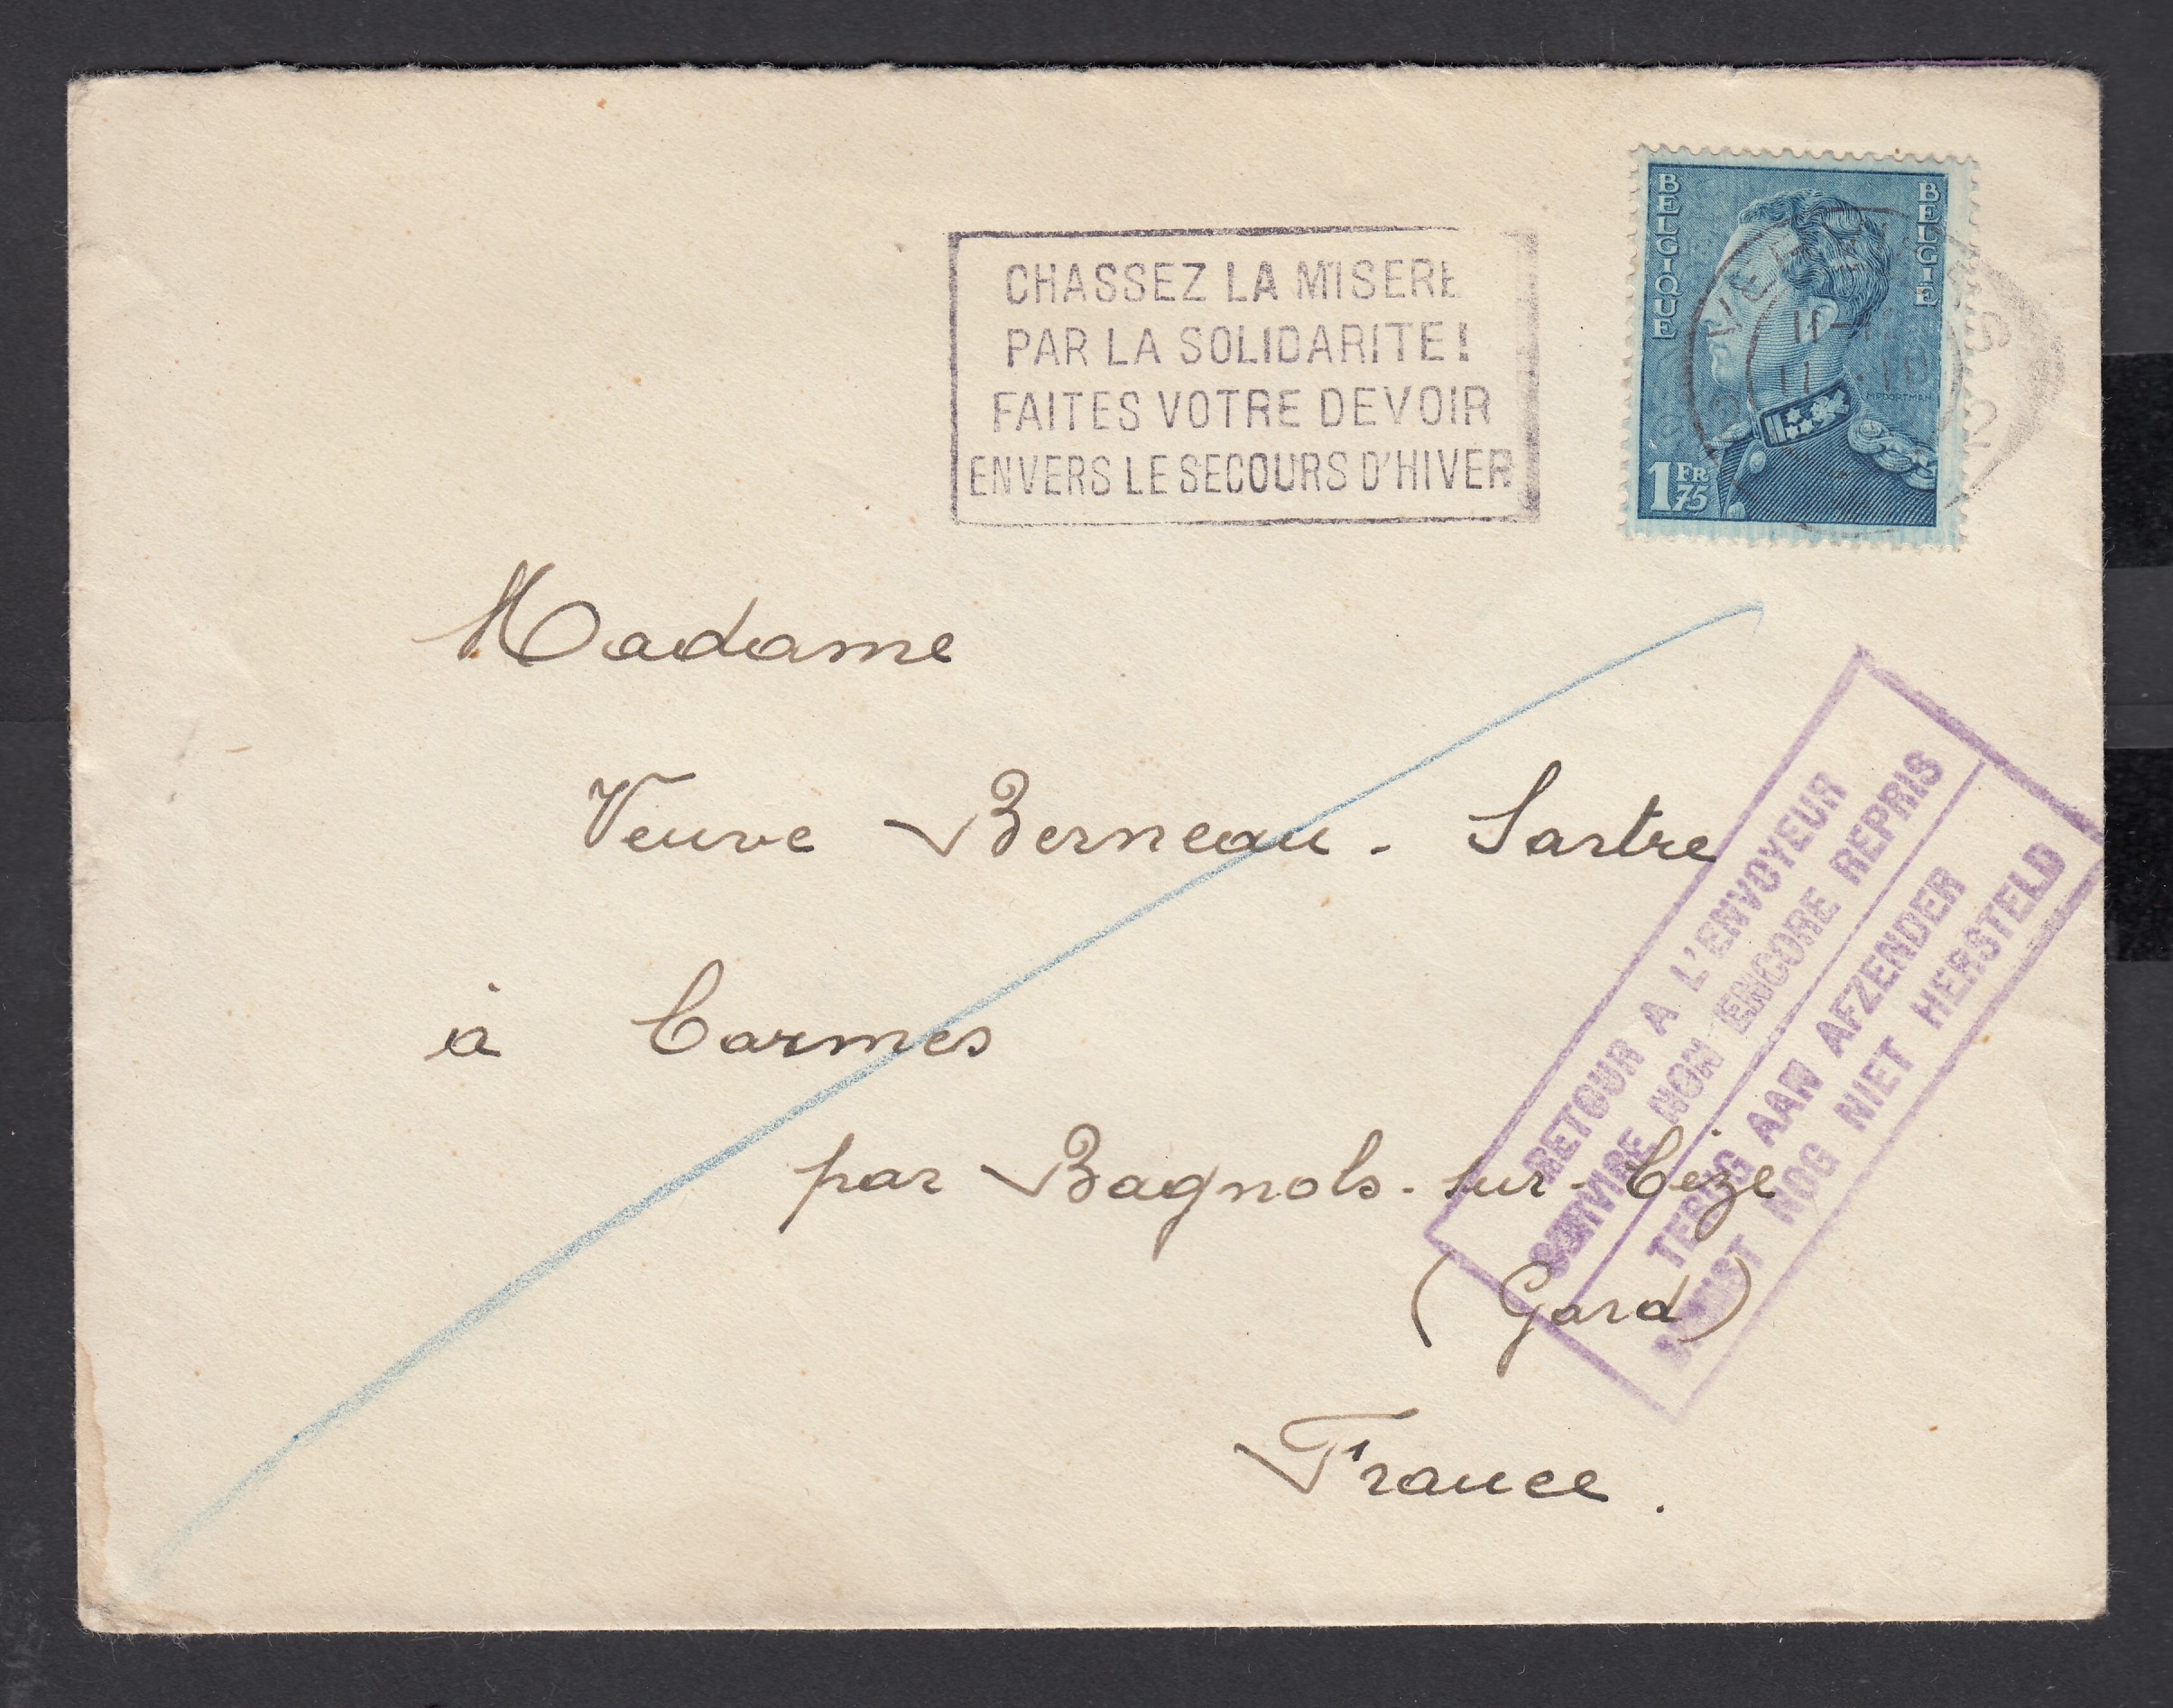 CHASSEZ LA MISERE
PAR LA SOLIDARITE!
FAITES VOTRE DEVOIR
ENVERS LE SECOURS D'HIVER
BELGIQUE
BELGIË
1 FR 75
Madame
Veuve Berneau - Sartre
à Carmes
par Bagnols-sur-Cèze
(Gard)
France.
RETOUR A L'ENVOYEUR
SERVICE NON ENCORE REPRIS
TERUG AAN AFZENDER
DIENST NOG NIET HERSTELD